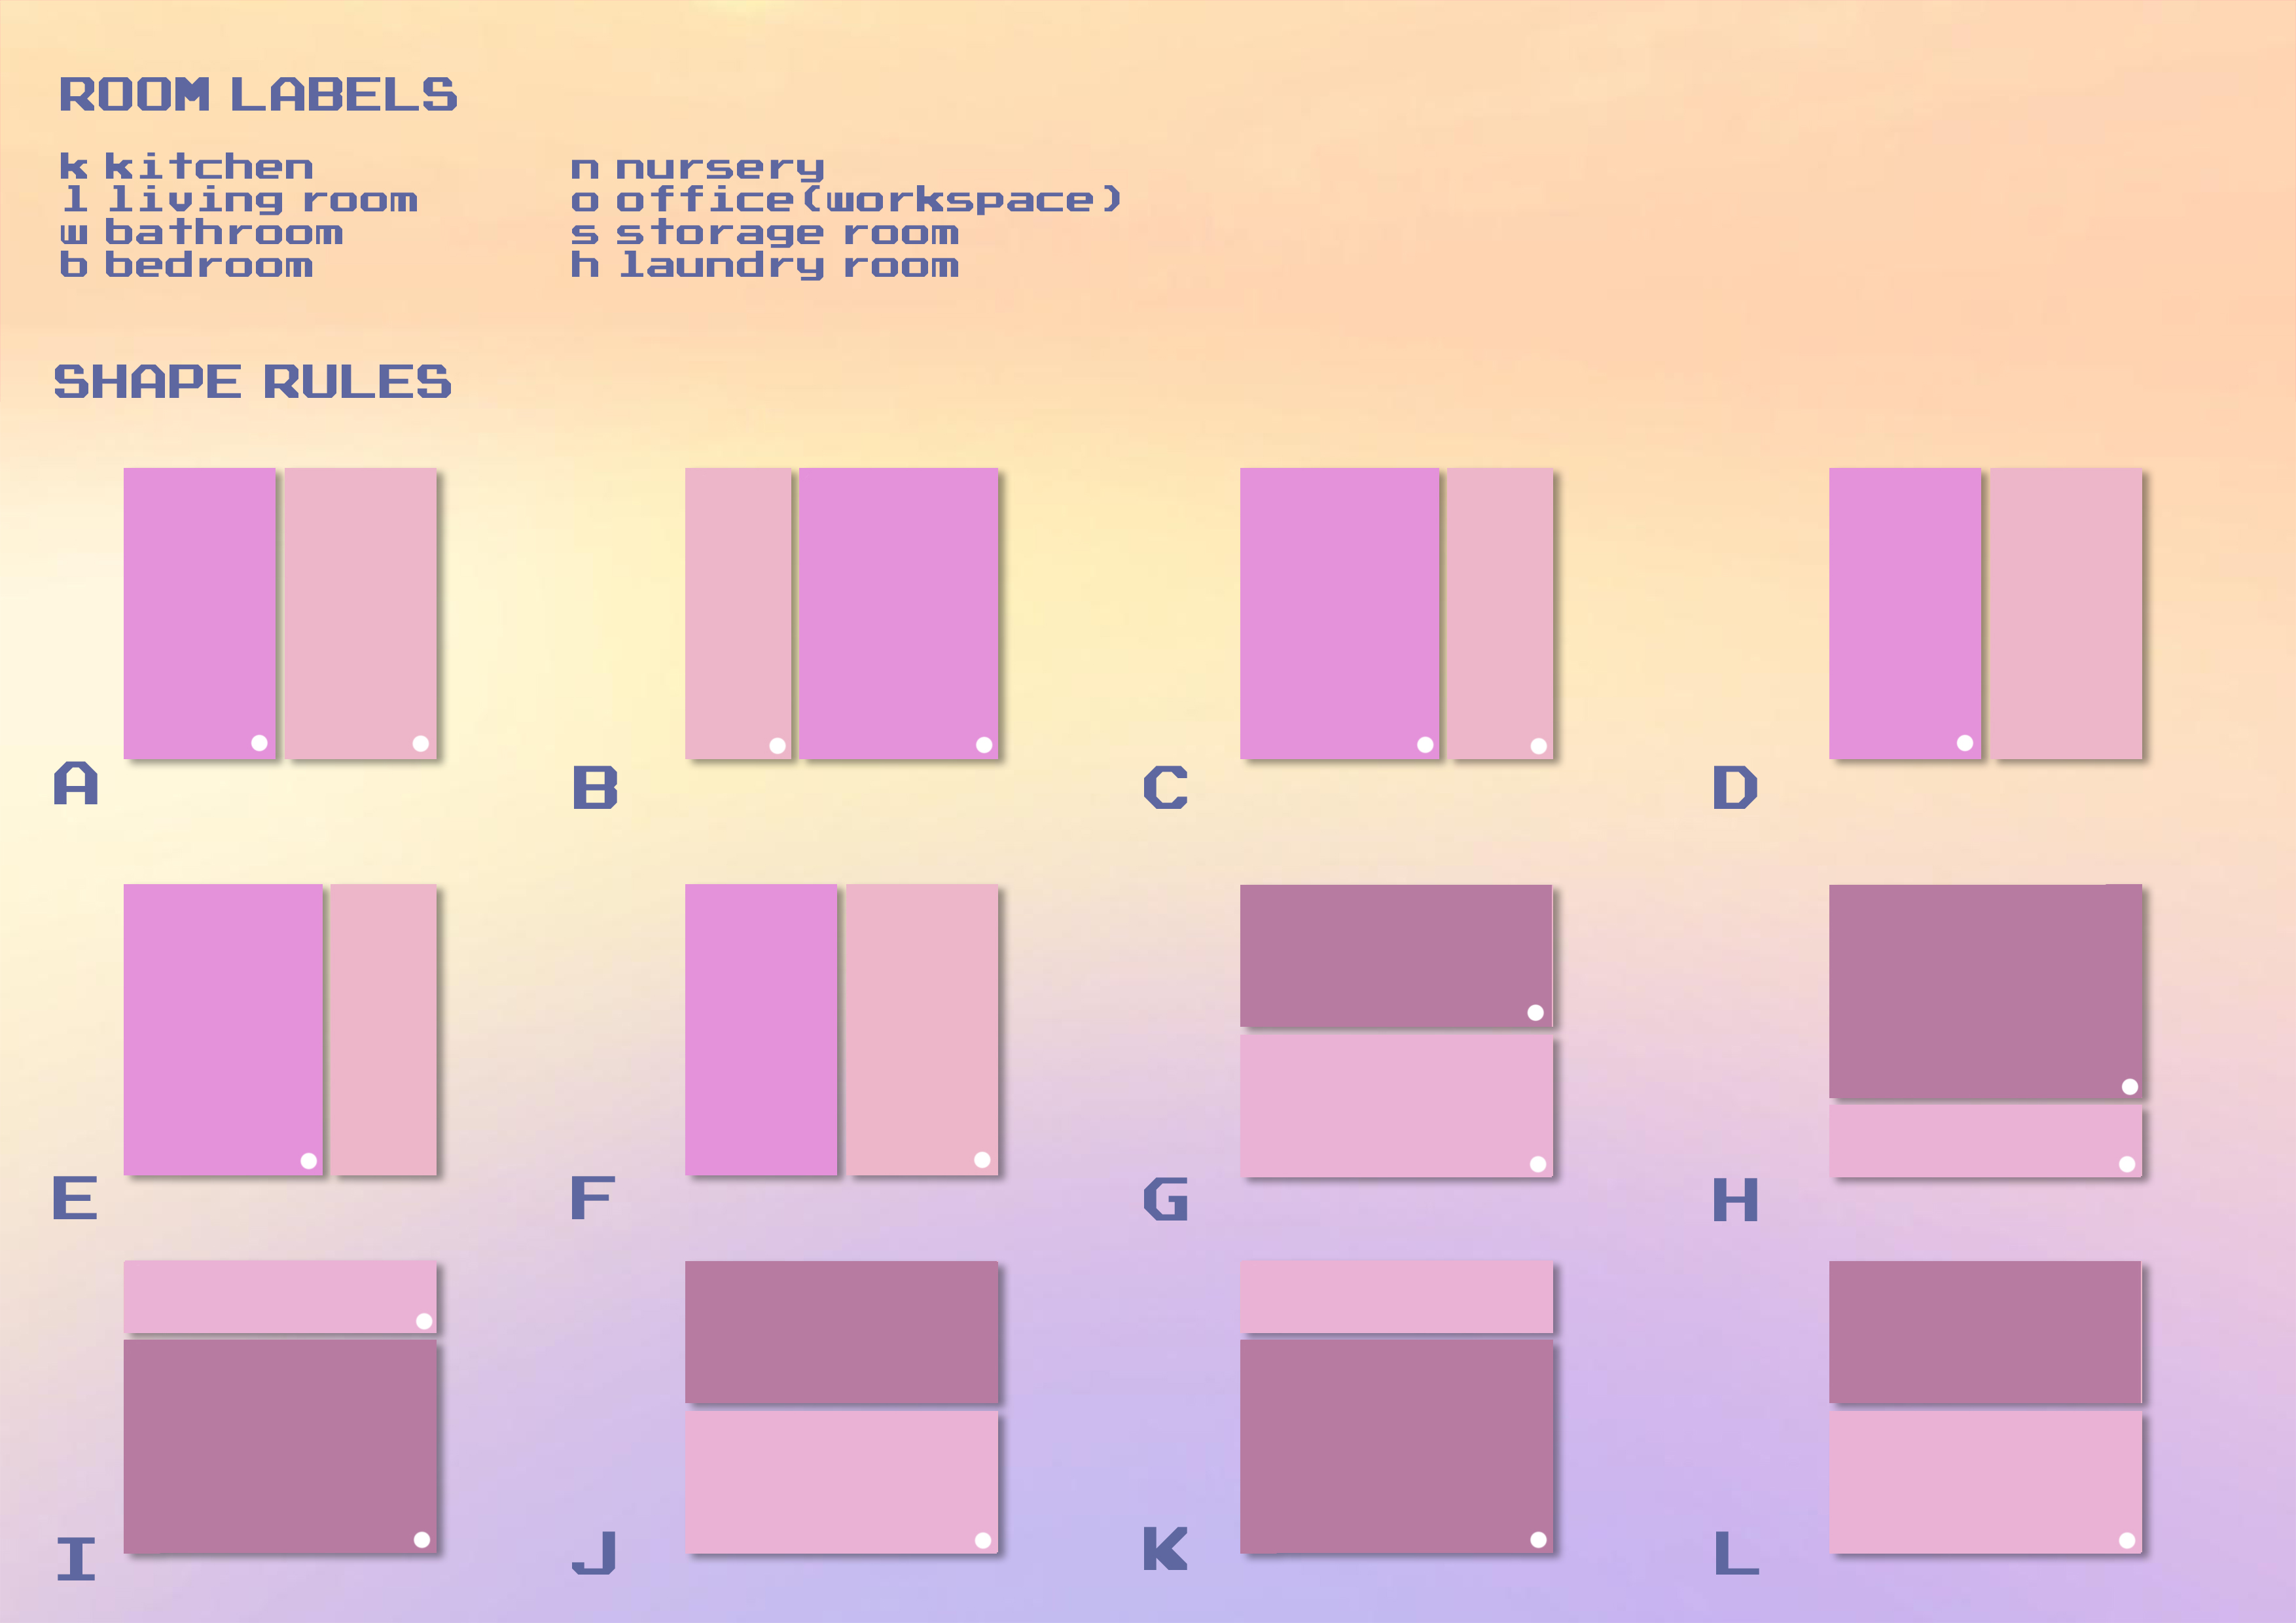 ROOM LABELS
k kitchen
l living room
w bathroom
b bedroom
n nursery
o office(workspace)
s storage room
h laundry room
SHAPE RULES
A
B
C
D
E
F
G
H
I
J
K
L